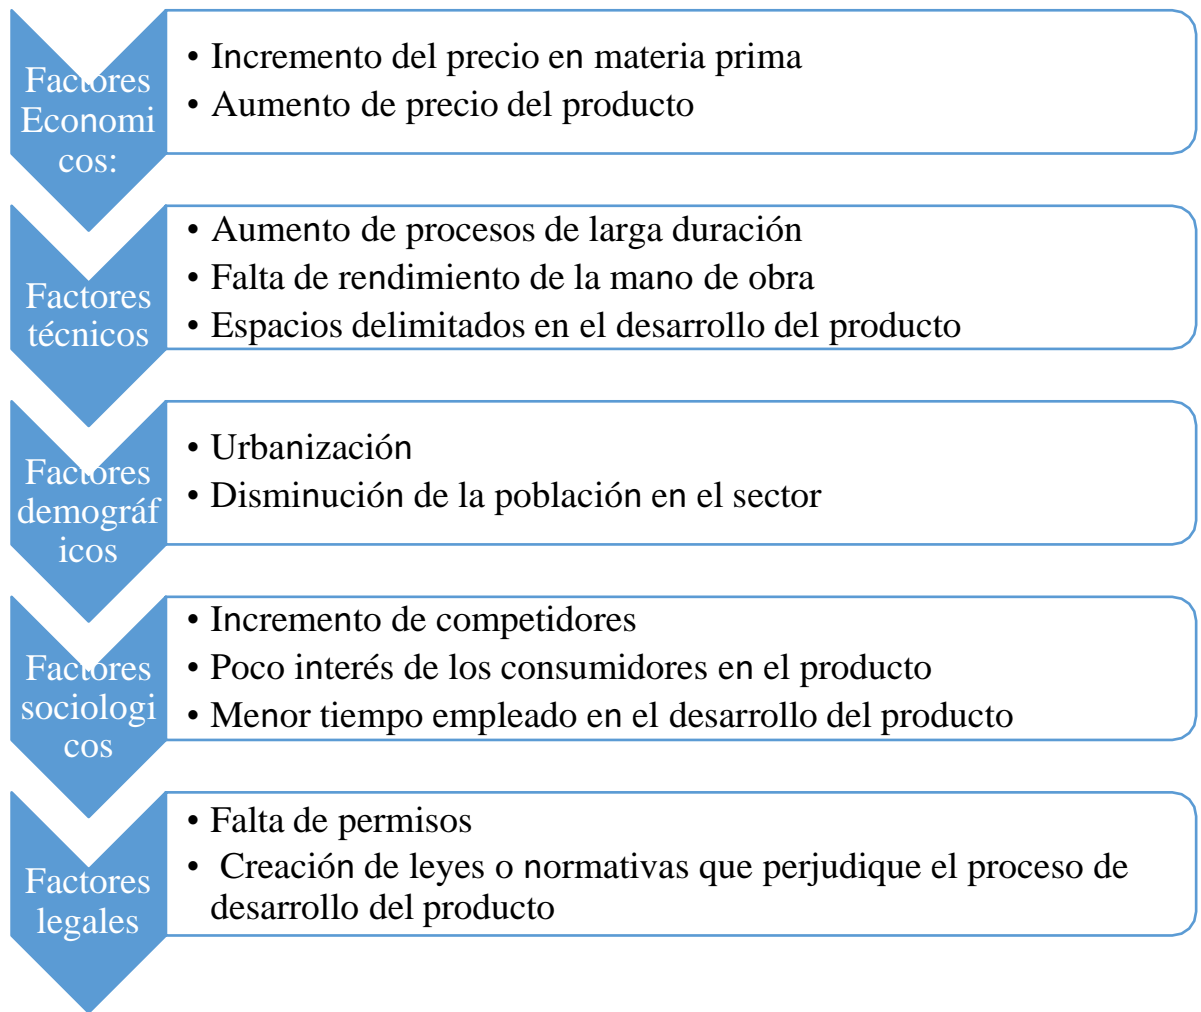 Factores
Economi
cos:
• Incremento del precio en materia prima
• Aumento de precio del producto
Factores
técnicos
• Aumento de procesos de larga duración
• Falta de rendimiento de la mano de obra
• Espacios delimitados en el desarrollo del producto
Factores
demográf
icos
• Urbanización
• Disminución de la población en el sector
Factores
sociologi
cos
• Incremento de competidores
• Poco interés de los consumidores en el producto
• Menor tiempo empleado en el desarrollo del producto
Factores
legales
• Falta de permisos
• Creación de leyes o normativas que perjudique el proceso de
desarrollo del producto